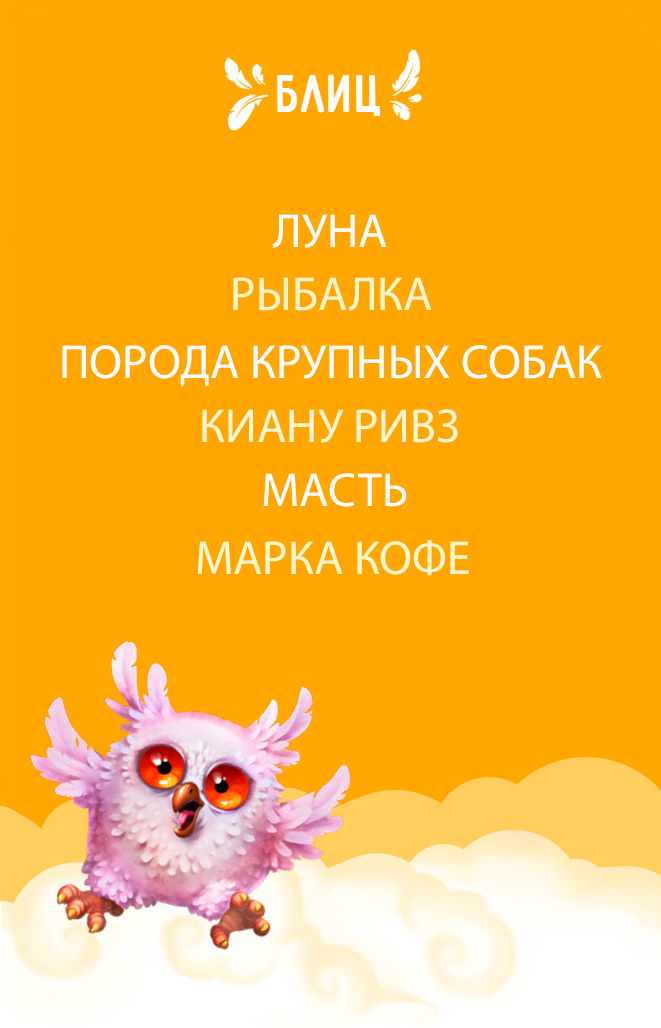 БЛИЦ
ЛУНА
РЫБАЛКА
ПОРОДА КРУПНЫХ СОБАК
КИАНУ РИВЗ
МАСТЬ
МАРКА КОФЕ